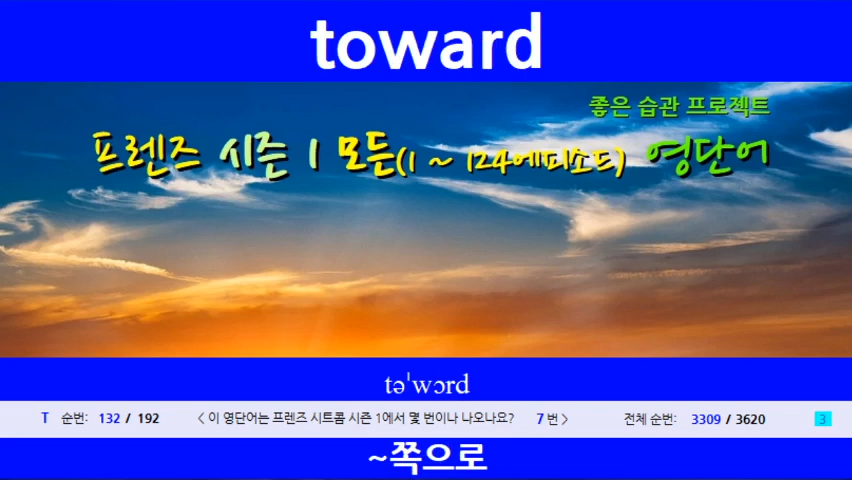 toward
좋은 습관 프로젝트
프렌즈 시즌 1 모든(1 ~ 124에피소드) 영단어
təˈwɔrd
T 순번: 132 / 192 < 이 영단어는 프렌즈 시트콤 시즌 1에서 몇 번이나 나오나요? 7 번 > 전체 순번: 3309 / 3620 3
~쪽으로